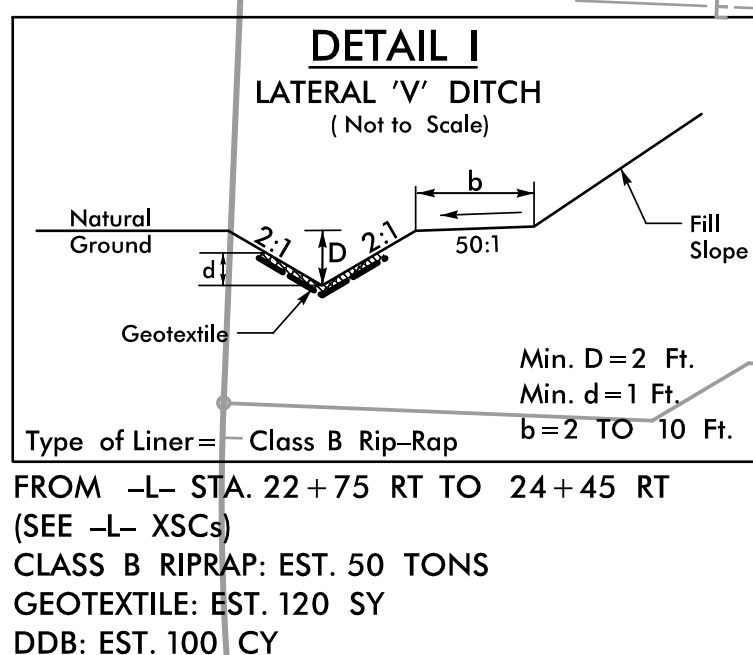 DETAIL I
LATERAL 'V' DITCH
( Not to Scale)
b
Natural
Ground
2:1
D
2:1
50:1
Fill
Slope
d
Geotextile
Min. D=2 Ft.
Min. d=1 Ft.
b=2 TO 10 Ft.
Type of Liner= Class B Rip-Rap
FROM -L- STA. 22+75 RT TO 24+45 RT
(SEE -L- XSCs)
CLASS B RIPRAP: EST. 50 TONS
GEOTEXTILE: EST. 120 SY
DDB: EST. 100 CY